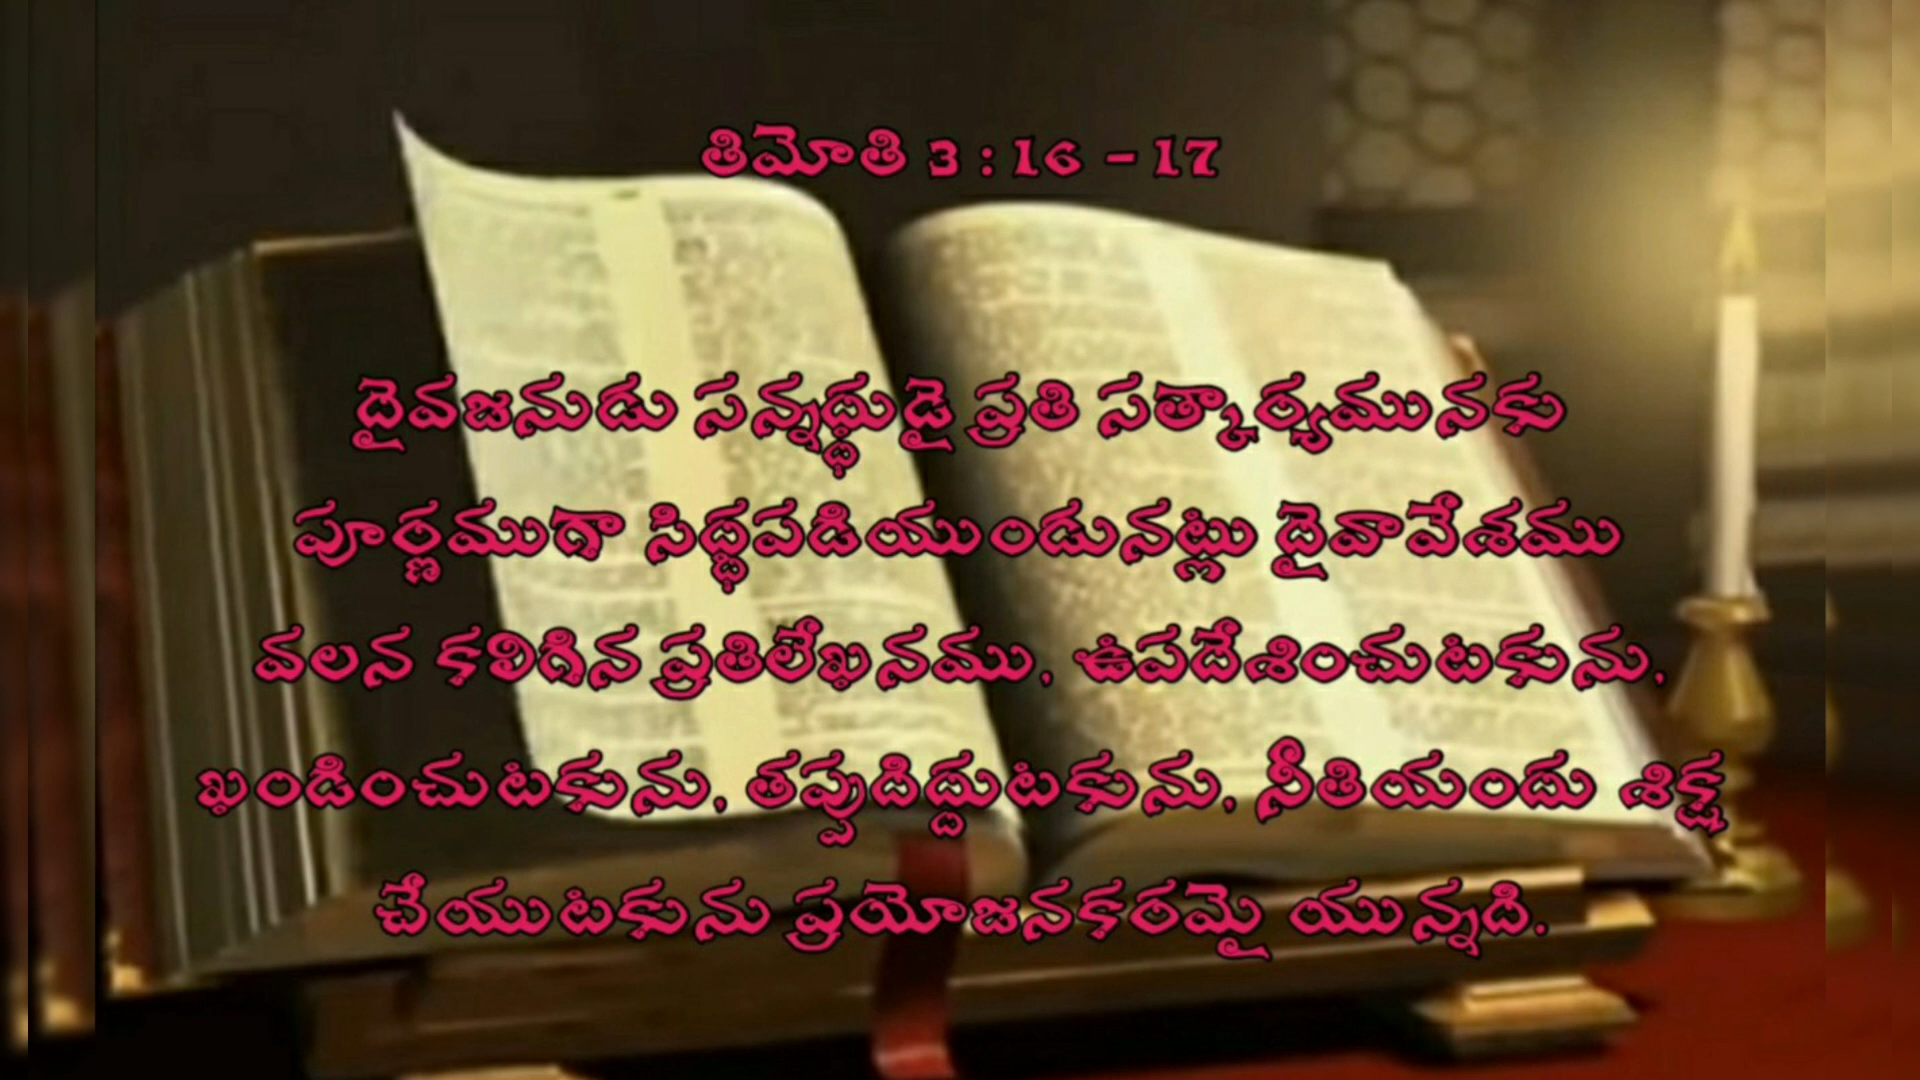 తిమోతి 3 : 16 - 17
దైవజనుడు సన్నద్ధుడై ప్రతి సత్కార్యమునకు
పూర్ణముగా సిద్ధపడియుండునట్లు దైవావేశము
వలన కలిగిన ప్రతిలేఖనము, ఉపదేశించుటకును,
ఖండించుటకును, తప్పుదిద్దుటకును, నీతియందు శిక్ష
చేయుటకును ప్రయోజనకరమై యున్నది.